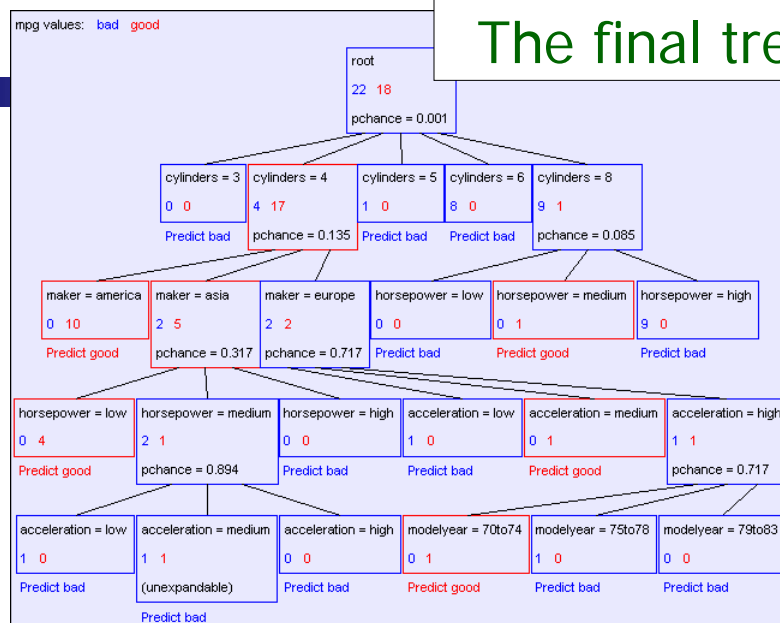 The final tre
mpg values: bad good
root
22 18
pchance = 0.001
cylinders = 3
0 0
Predict bad
cylinders = 4
4 17
pchance = 0.135
cylinders = 5
1 0
Predict bad
cylinders = 6
8 0
Predict bad
cylinders = 8
9 1
pchance = 0.085
maker = america
0 10
Predict good
maker = asia
2 5
pchance = 0.317
maker = europe
2 2
pchance = 0.717
horsepower = low
0 0
Predict bad
horsepower = medium
0 1
Predict good
horsepower = high
9 0
Predict bad
horsepower = low
0 4
Predict good
horsepower = medium
2 1
pchance = 0.894
horsepower = high
0 0
Predict bad
acceleration = low
1 0
Predict bad
acceleration = medium
0 1
Predict good
acceleration = high
1 1
pchance = 0.717
acceleration = low
1 0
Predict bad
acceleration = medium
1 1
(unexpandable)
Predict bad
acceleration = high
0 0
Predict bad
modelyear = 70to74
0 1
Predict good
modelyear = 75to78
1 0
Predict bad
modelyear = 79to83
0 0
Predict bad